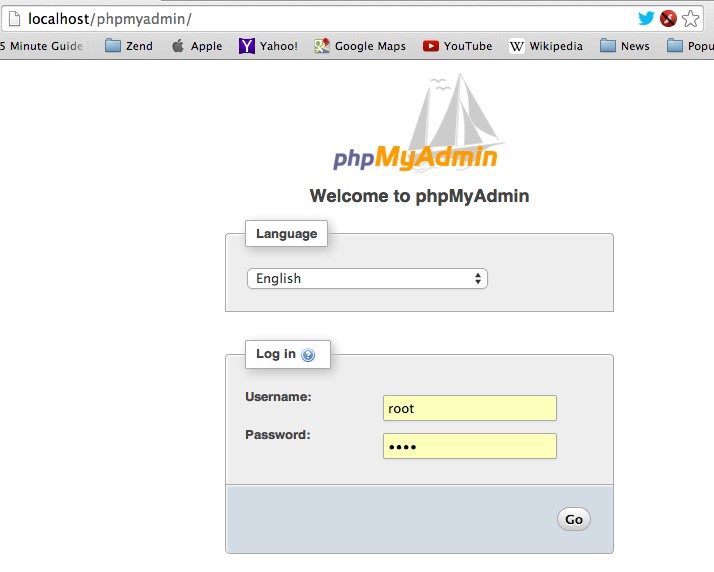 localhost/phpmyadmin/
5 Minute Guide Zend Apple Yahoo! Google Maps YouTube Wikipedia News Popu
phpMyAdmin
Welcome to phpMyAdmin
Language
English
Log in
Username:
root
Password:
••••
Go